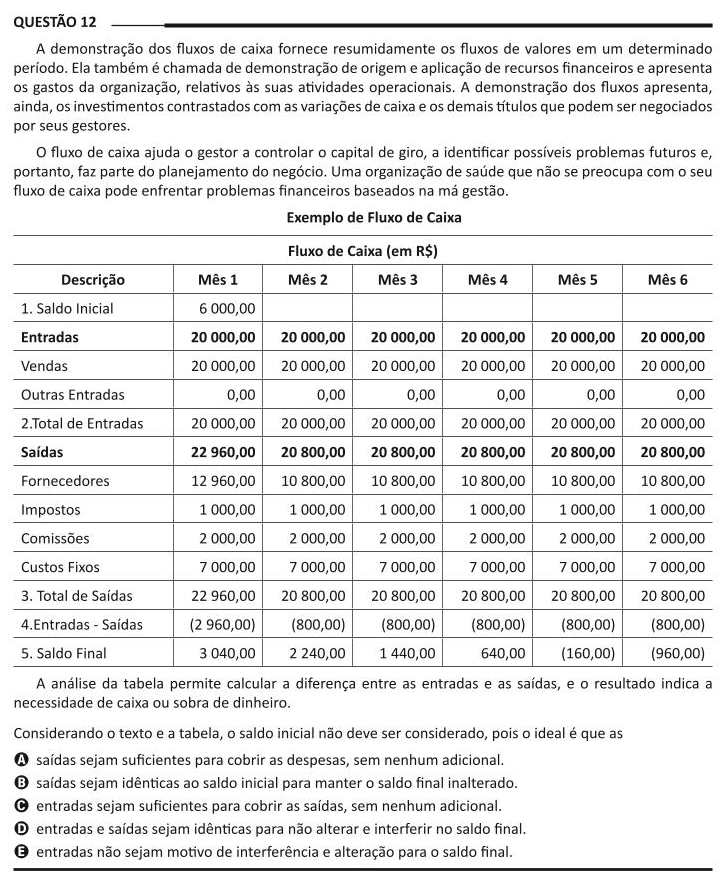 QUESTÃO 12
A demonstração dos fluxos de caixa fornece resumidamente os fluxos de valores em um determinado
período. Ela também é chamada de demonstração de origem e aplicação de recursos financeiros e apresenta
os gastos da organização, relativos às suas atividades operacionais. A demonstração dos fluxos apresenta,
ainda, os investimentos contrastados com as variações de caixa e os demais títulos que podem ser negociados
por seus gestores.
O fluxo de caixa ajuda o gestor a controlar o capital de giro, a identificar possíveis problemas futuros e,
portanto, faz parte do planejamento do negócio. Uma organização de saúde que não se preocupa com o seu
fluxo de caixa pode enfrentar problemas financeiros baseados na má gestão.
Exemplo de Fluxo de Caixa
Fluxo de Caixa (em R$)
Descrição Mês 1 Mês 2 Mês 3 Mês 4 Mês 5 Mês 6
1. Saldo Inicial 6 000,00
Entradas 20 000,00 20 000,00 20 000,00 20 000,00 20 000,00 20 000,00
Vendas 20 000,00 20 000,00 20 000,00 20 000,00 20 000,00 20 000,00
Outras Entradas 0,00 0,00 0,00 0,00 0,00 0,00
2.Total de Entradas 20 000,00 20 000,00 20 000,00 20 000,00 20 000,00 20 000,00
Saídas 22 960,00 20 800,00 20 800,00 20 800,00 20 800,00 20 800,00
Fornecedores 12 960,00 10 800,00 10 800,00 10 800,00 10 800,00 10 800,00
Impostos 1 000,00 1 000,00 1 000,00 1 000,00 1 000,00 1 000,00
Comissões 2 000,00 2 000,00 2 000,00 2 000,00 2 000,00 2 000,00
Custos Fixos 7 000,00 7 000,00 7 000,00 7 000,00 7 000,00 7 000,00
3. Total de Saídas 22 960,00 20 800,00 20 800,00 20 800,00 20 800,00 20 800,00
4.Entradas - Saídas (2 960,00) (800,00) (800,00) (800,00) (800,00) (800,00)
5. Saldo Final 3 040,00 2 240,00 1 440,00 640,00 (160,00) (960,00)
A análise da tabela permite calcular a diferença entre as entradas e as saídas, e o resultado indica a
necessidade de caixa ou sobra de dinheiro.
Considerando o texto e a tabela, o saldo inicial não deve ser considerado, pois o ideal é que as
A saídas sejam suficientes para cobrir as despesas, sem nenhum adicional.
B saídas sejam idênticas ao saldo inicial para manter o saldo final inalterado.
C entradas sejam suficientes para cobrir as saídas, sem nenhum adicional.
D entradas e saídas sejam idênticas para não alterar e interferir no saldo final.
E entradas não sejam motivo de interferência e alteração para o saldo final.